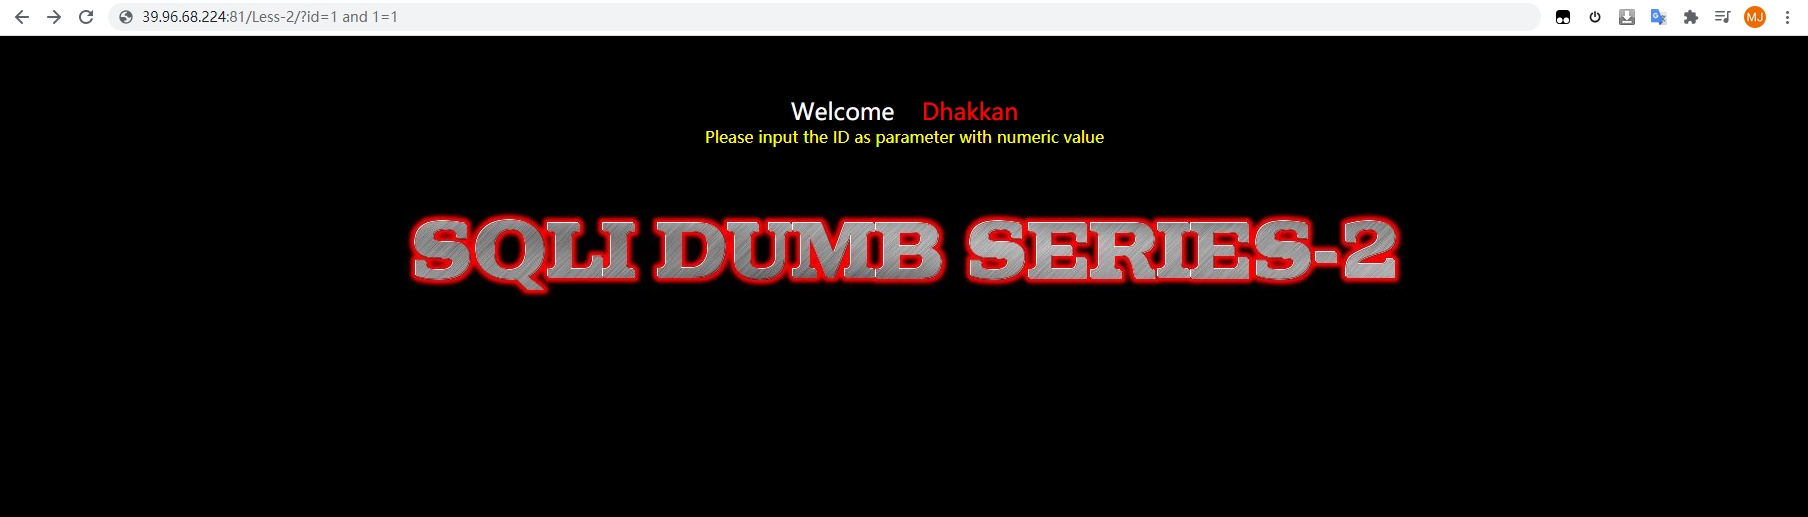 39.96.68.224:81/Less-2/?id=1 and 1=1
MJ
Welcome Dhakkan
Please input the ID as parameter with numeric value
SQLI DUMB SERIES-2